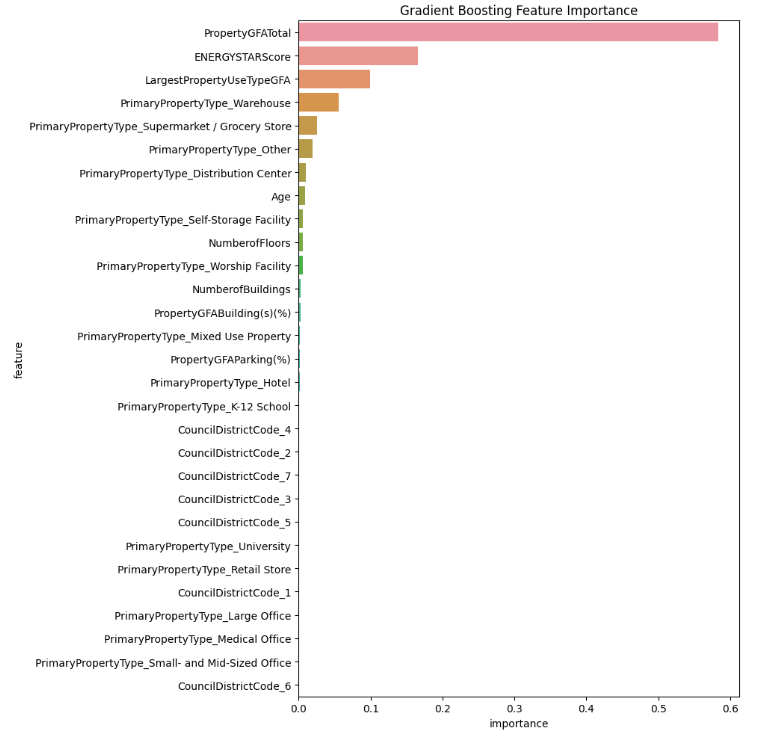 Gradient Boosting Feature Importance
PropertyGFATotal
ENERGYSTARScore
LargestPropertyUseTypeGFA
PrimaryPropertyType_Warehouse
PrimaryPropertyType_Supermarket / Grocery Store
PrimaryPropertyType_Other
PrimaryPropertyType_Distribution Center
Age
PrimaryPropertyType_Self-Storage Facility
NumberofFloors
PrimaryPropertyType_Worship Facility
NumberofBuildings
PropertyGFABuilding(s)(%)
PrimaryPropertyType_Mixed Use Property
PropertyGFAParking(%)
PrimaryPropertyType_Hotel
PrimaryPropertyType_K-12 School
CouncilDistrictCode_4
CouncilDistrictCode_2
CouncilDistrictCode_7
CouncilDistrictCode_3
CouncilDistrictCode_5
PrimaryPropertyType_University
PrimaryPropertyType_Retail Store
CouncilDistrictCode_1
PrimaryPropertyType_Large Office
PrimaryPropertyType_Medical Office
PrimaryPropertyType_Small- and Mid-Sized Office
CouncilDistrictCode_6
feature
0.0 0.1 0.2 0.3 0.4 0.5 0.6
importance